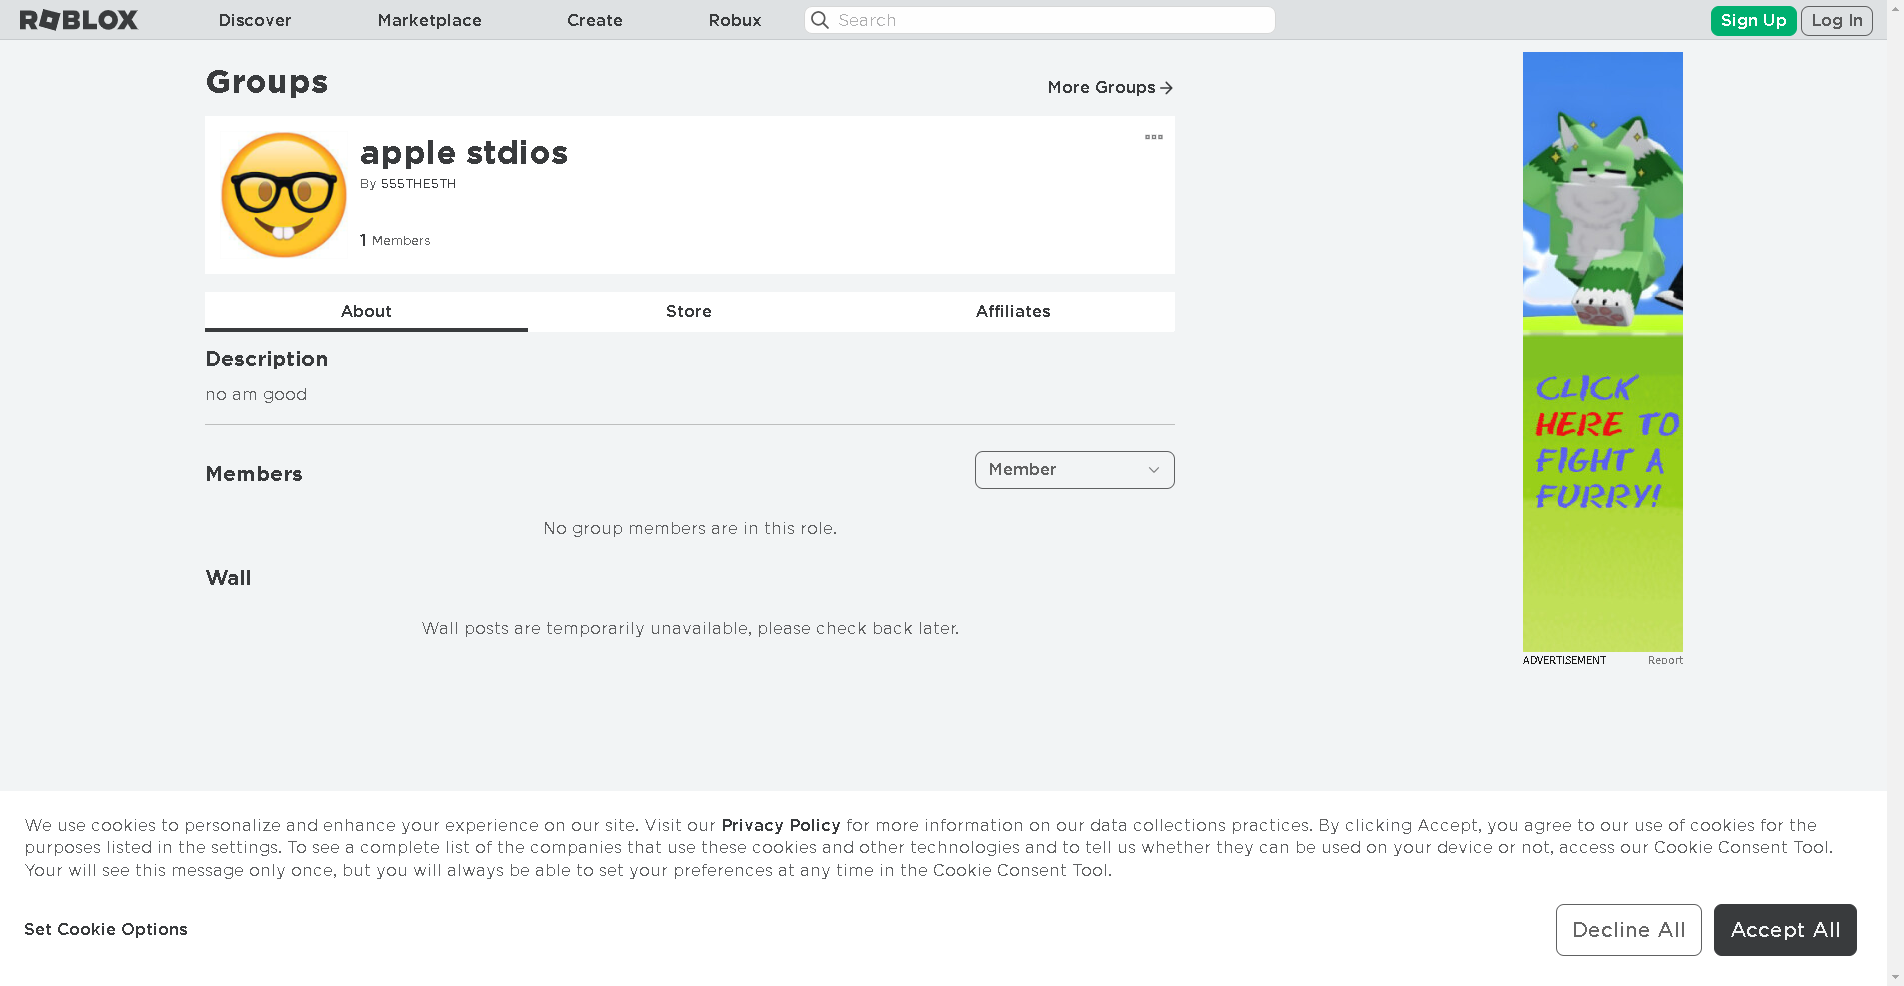 ROBLOX
Discover
Marketplace
Create
Robux
Search
Sign Up
Log In
Groups
More Groups
apple stdios
By 555THE5TH
1 Members
About
Store
Affiliates
Description
no am good
Members
Member
No group members are in this role.
Wall
Wall posts are temporarily unavailable, please check back later.
CLICK
HERE TO
FIGHT A
FURRY!
ADVERTISEMENT
Report
We use cookies to personalize and enhance your experience on our site. Visit our Privacy Policy for more information on our data collections practices. By clicking Accept, you agree to our use of cookies for the
purposes listed in the settings. To see a complete list of the companies that use these cookies and other technologies and to tell us whether they can be used on your device or not, access our Cookie Consent Tool.
Your will see this message only once, but you will always be able to set your preferences at any time in the Cookie Consent Tool.
Set Cookie Options
Decline All
Accept All